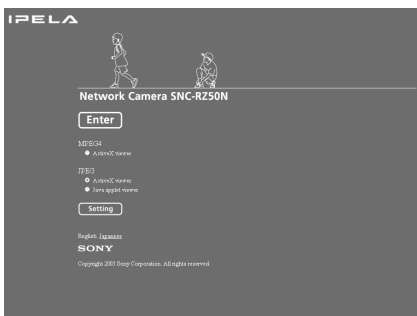 IPELA
Network Camera SNC-RZ50N
Enter
MPEG4
ActiveX viewer
JPEG
ActiveX viewer
Java applet viewer
Setting
English Japanese
SONY
Copyright 2005 Sony Corporation. All rights reserved.